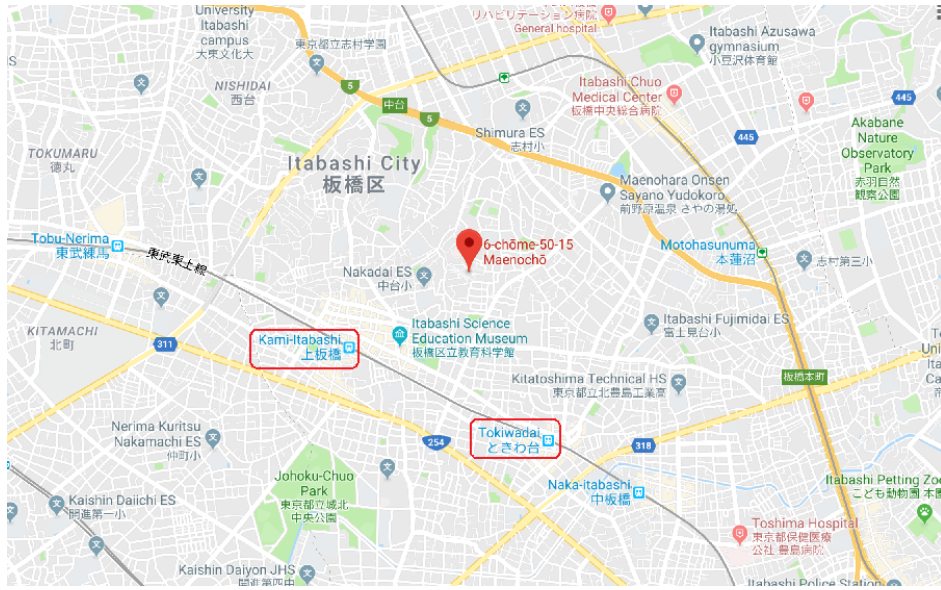 University
Itabashi
campus
大東文化大
東京都立志村学園
リハビリテーション病院
General hospital
Itabashi Azusawa
gymnasium
小豆沢体育館
S
NISHIDAI
西台
5
中台
5
Itabashi Chuo
Medical Center
板橋中央総合病院
445
445
Shimura ES
志村小
Akabane
Nature
Observatory
Park
赤羽自然
観察公園
TOKUMARU
徳丸
Itabashi City
板橋区
Maenohara Onsen
Sayano Yudokoro
前野原温泉 さやの湯処
Tobu-Nerima
東武練馬
東武東上線
6-chōme-50-15
Maenochō
Motohasunuma
本蓮沼
志村第三小
Nakadai ES
中台小
KITAMACHI
北町
311
Kami-Itabashi
上板橋
Itabashi Science
Education Museum
板橋区立教育科学館
Itabashi Fujimidai ES
富士見台小
Kitatoshima Technical HS
東京都立北豊島工業高
板橋本町
Nerima Kuritsu
Nakamachi ES
仲町小
254
Tokiwadai
ときわ台
318
Johoku-Chuo
Park
東京都立城北
中央公園
Naka-itabashi
中板橋
Itabashi Petting Zoo
こども動物園 本園
Kaishin Daiichi ES
開進第一小
Toshima Hospital
東京都保健医療
公社 豊島病院
Kaishin Daiyon JHS
開進第四中
Itabashi Police Station